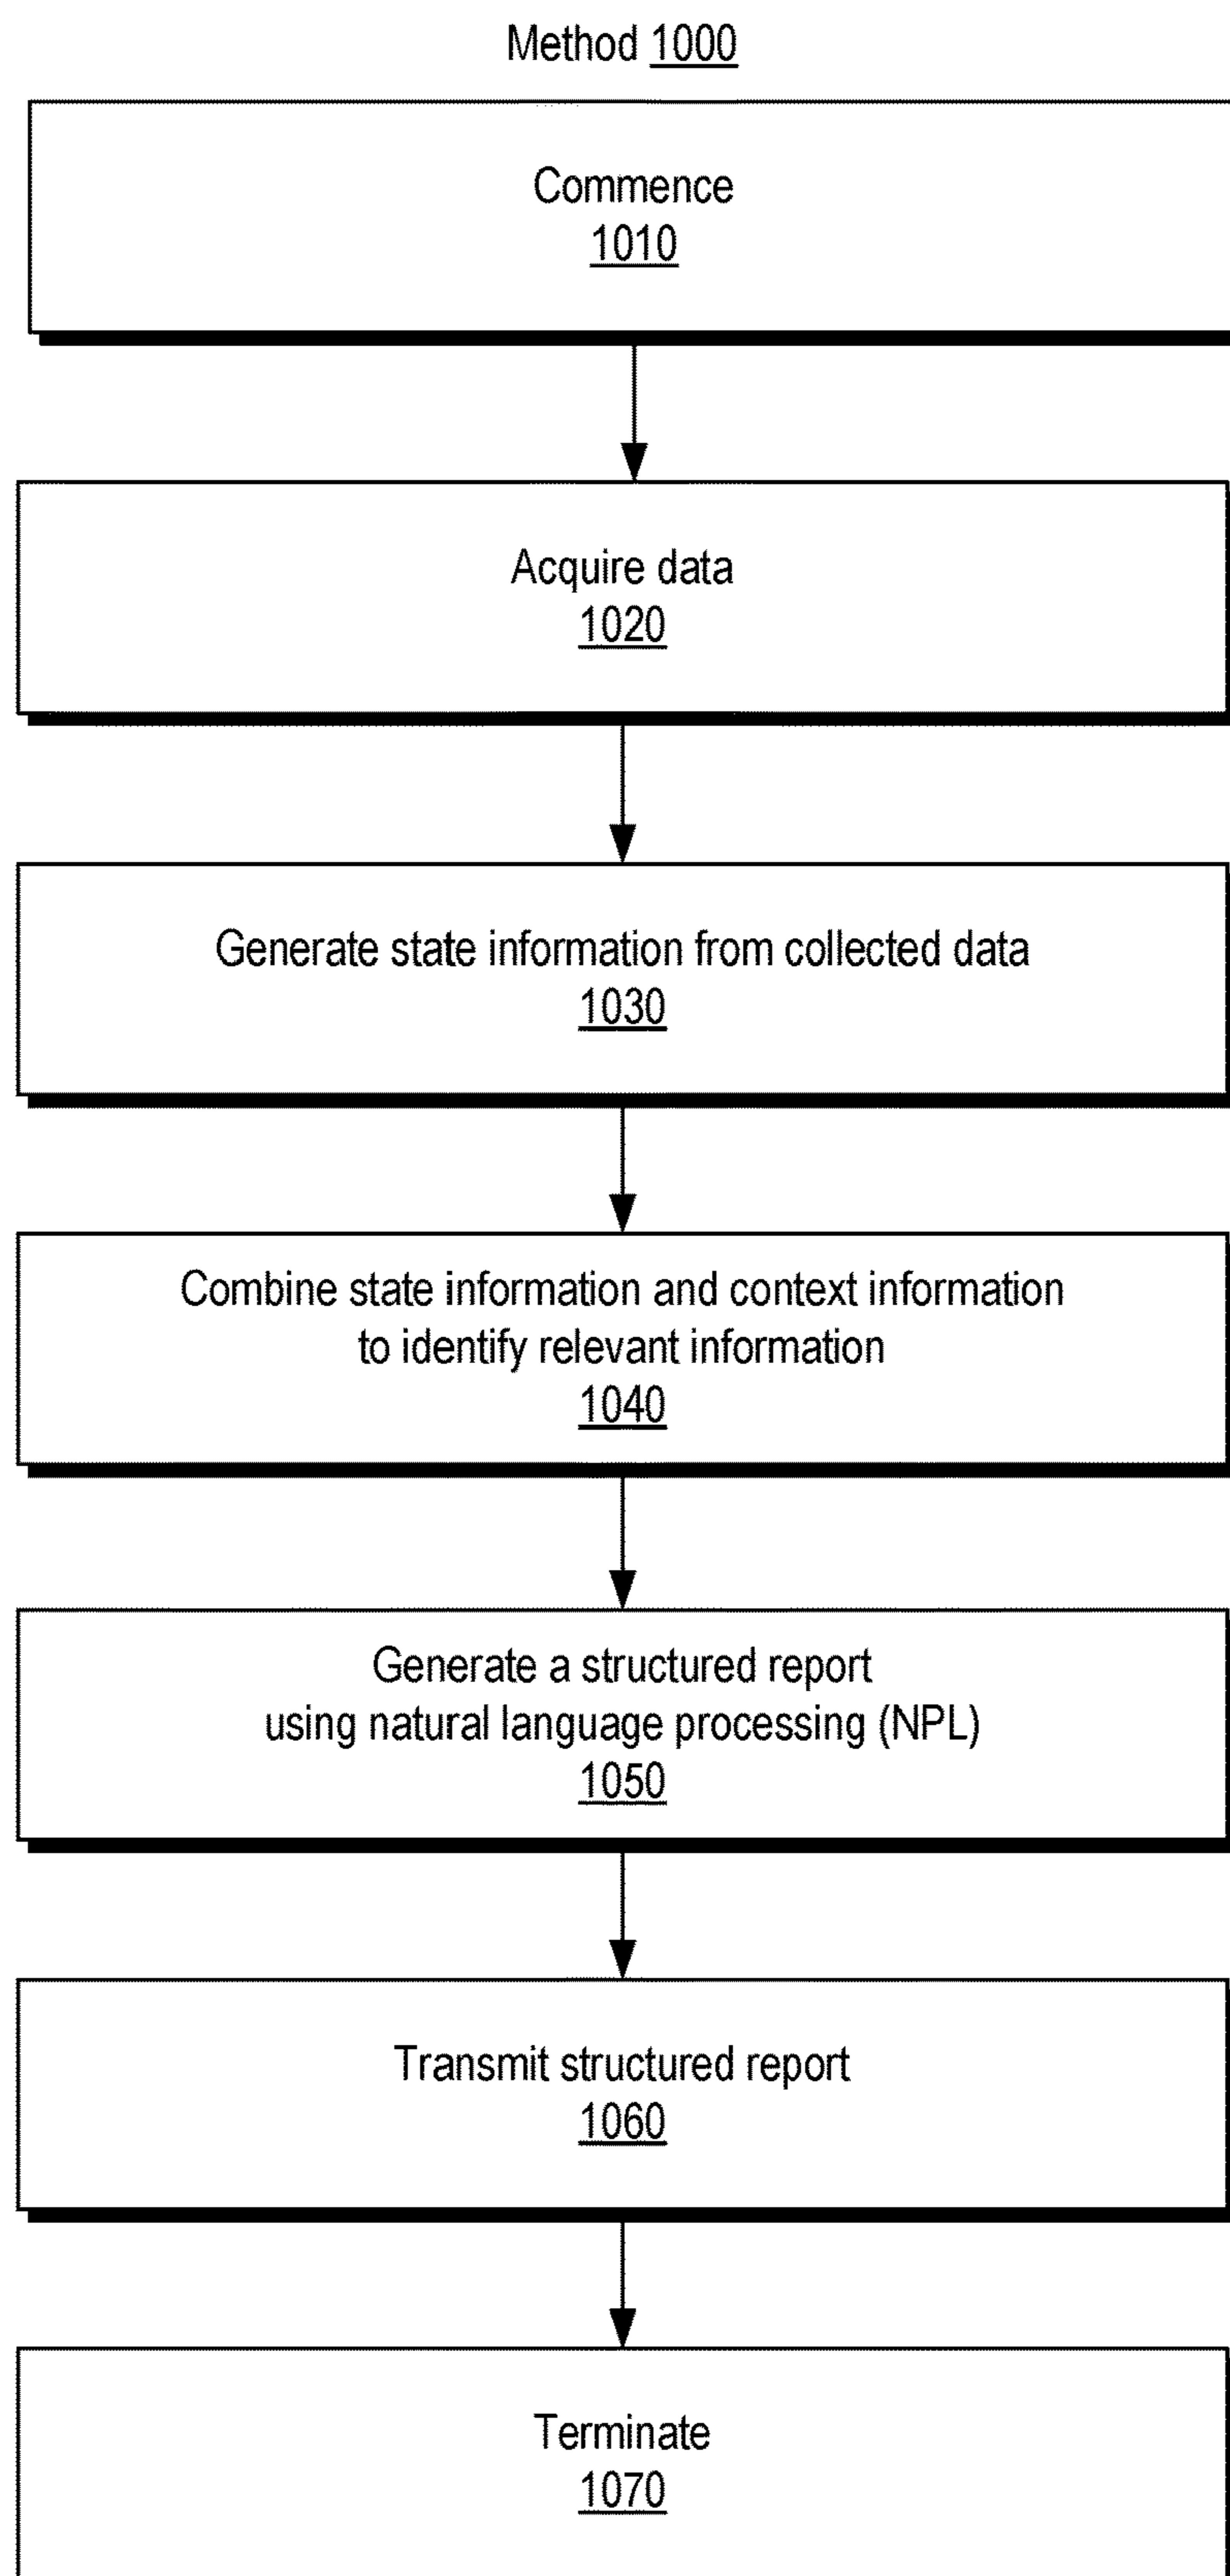 Method 1000
Commence
1010
Acquire data
1020
Generate state information from collected data
1030
Combine state information and context information
to identify relevant information
1040
Generate a structured report
using natural language processing (NPL)
1050
Transmit structured report
1060
Terminate
1070